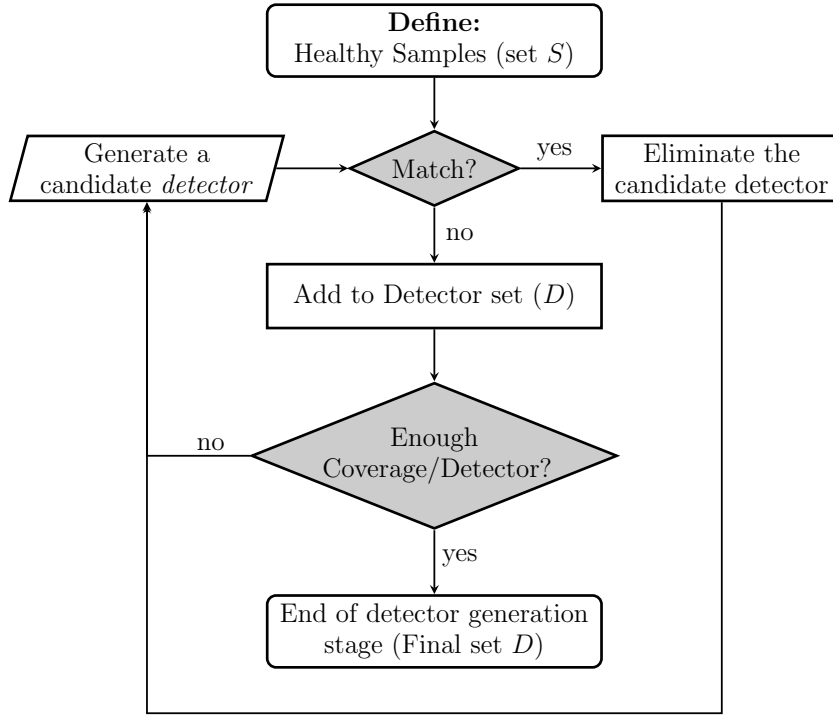 Define:
Healthy Samples (set S)
Generate a
candidate detector
Match?
yes
Eliminate the
candidate detector
no
Add to Detector set (D)
no
Enough
Coverage/Detector?
yes
End of detector generation
stage (Final set D)